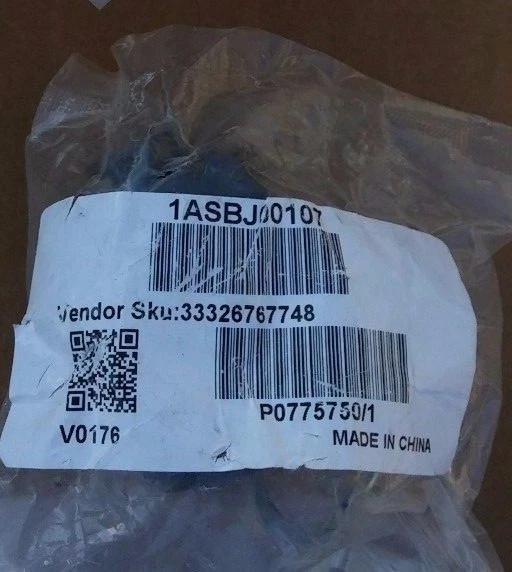 1ASBJ00107
Vendor Sku:33326767748
P0775750/1
V0176
MADE IN CHINA